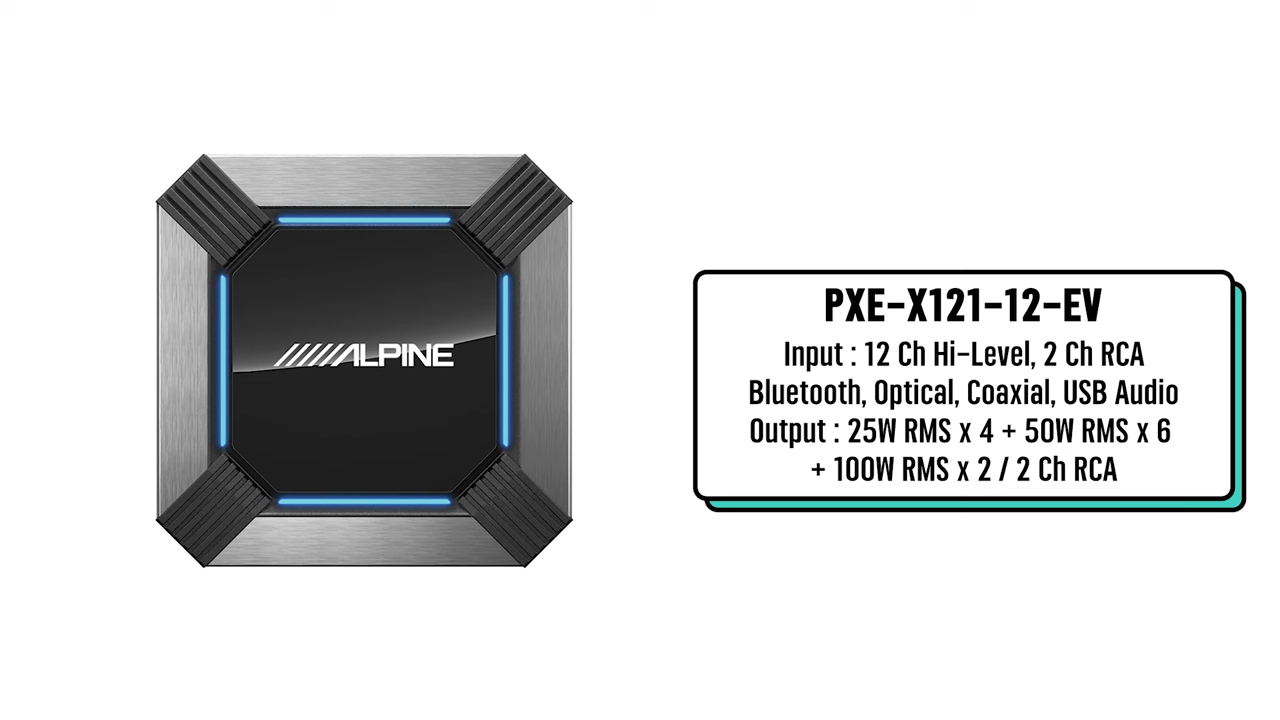 ALPINE
PXE-X121-12-EV
Input : 12 Ch Hi-Level, 2 Ch RCA
Bluetooth, Optical, Coaxial, USB Audio
Output : 25W RMS x 4 + 50W RMS x 6
+ 100W RMS x 2 / 2 Ch RCA